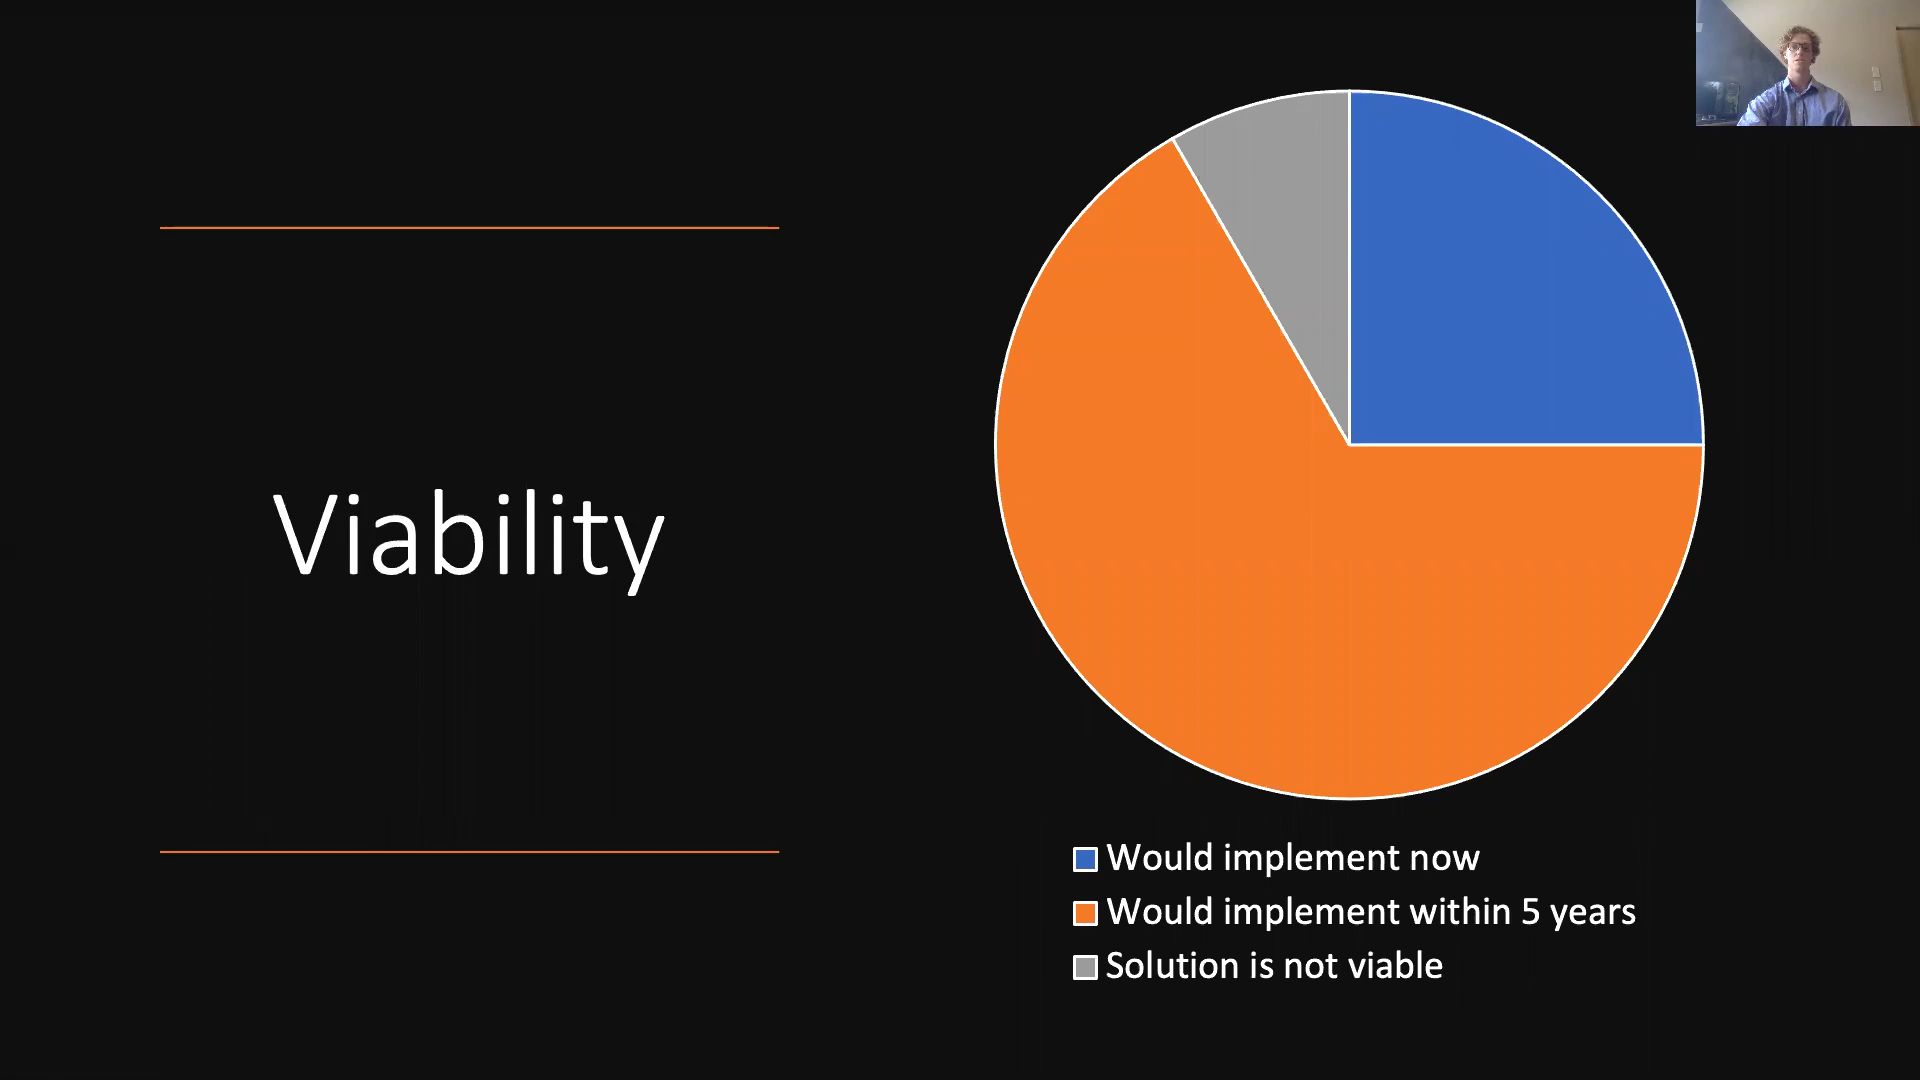 Viability
Would implement now
Would implement within 5 years
Solution is not viable